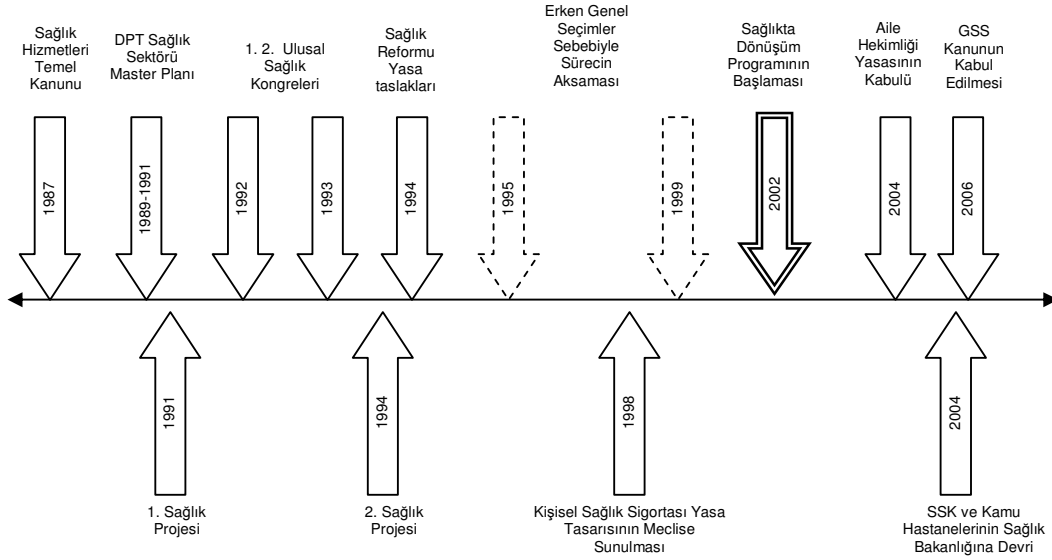 Sağlık
Hizmetleri
Temel
Kanunu
DPT Sağlık
Sektörü
Master Planı
1. 2. Ulusal
Sağlık
Kongreleri
Sağlık
Reformu
Yasa
taslakları
Erken Genel
Seçimler
Sebebiyle
Sürecin
Aksaması
Sağlıkta
Dönüşüm
Programının
Başlaması
Aile
Hekimliği
Yasasının
Kabulü
GSS
Kanunun
Kabul
Edilmesi
1987
1989-1991
1992
1993
1994
1995
1999
2002
2004
2006
1991
1994
1998
2004
1. Sağlık
Projesi
2. Sağlık
Projesi
Kişisel Sağlık Sigortası Yasa
Tasarısının Meclise
Sunulması
SSK ve Kamu
Hastanelerinin Sağlık
Bakanlığına Devri